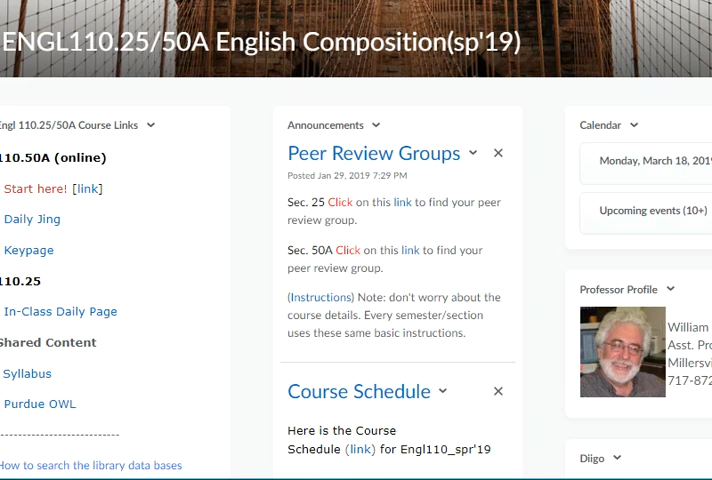 ENGL110.25/50A English Composition(sp'19)
Engl 110.25/50A Course Links
110.50A (online)
Start here! [link]
Daily Jing
Keypage
110.25
In-Class Daily Page
Shared Content
Syllabus
Purdue OWL
---------------------------
How to search the library data bases
Announcements
Peer Review Groups
Posted Jan 29, 2019 7:29 PM
Sec. 25 Click on this link to find your peer
review group.
Sec. 50A Click on this link to find your
peer review group.
(Instructions) Note: don't worry about the
course details. Every semester/section
uses these same basic instructions.
Course Schedule
Here is the Course
Schedule (link) for Engl110_spr'19
Calendar
Monday, March 18, 2019
Upcoming events (10+)
Professor Profile
William
Asst. Pro
Millersvi
717-872
Diigo